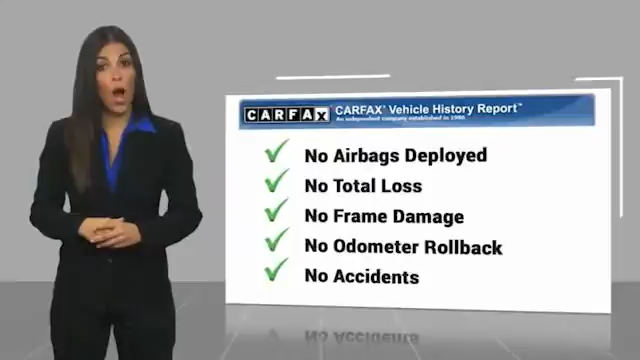 CARFAX CARFAX® Vehicle History Report™
An independent company established in 1986
No Airbags Deployed
No Total Loss
No Frame Damage
No Odometer Rollback
No Accidents